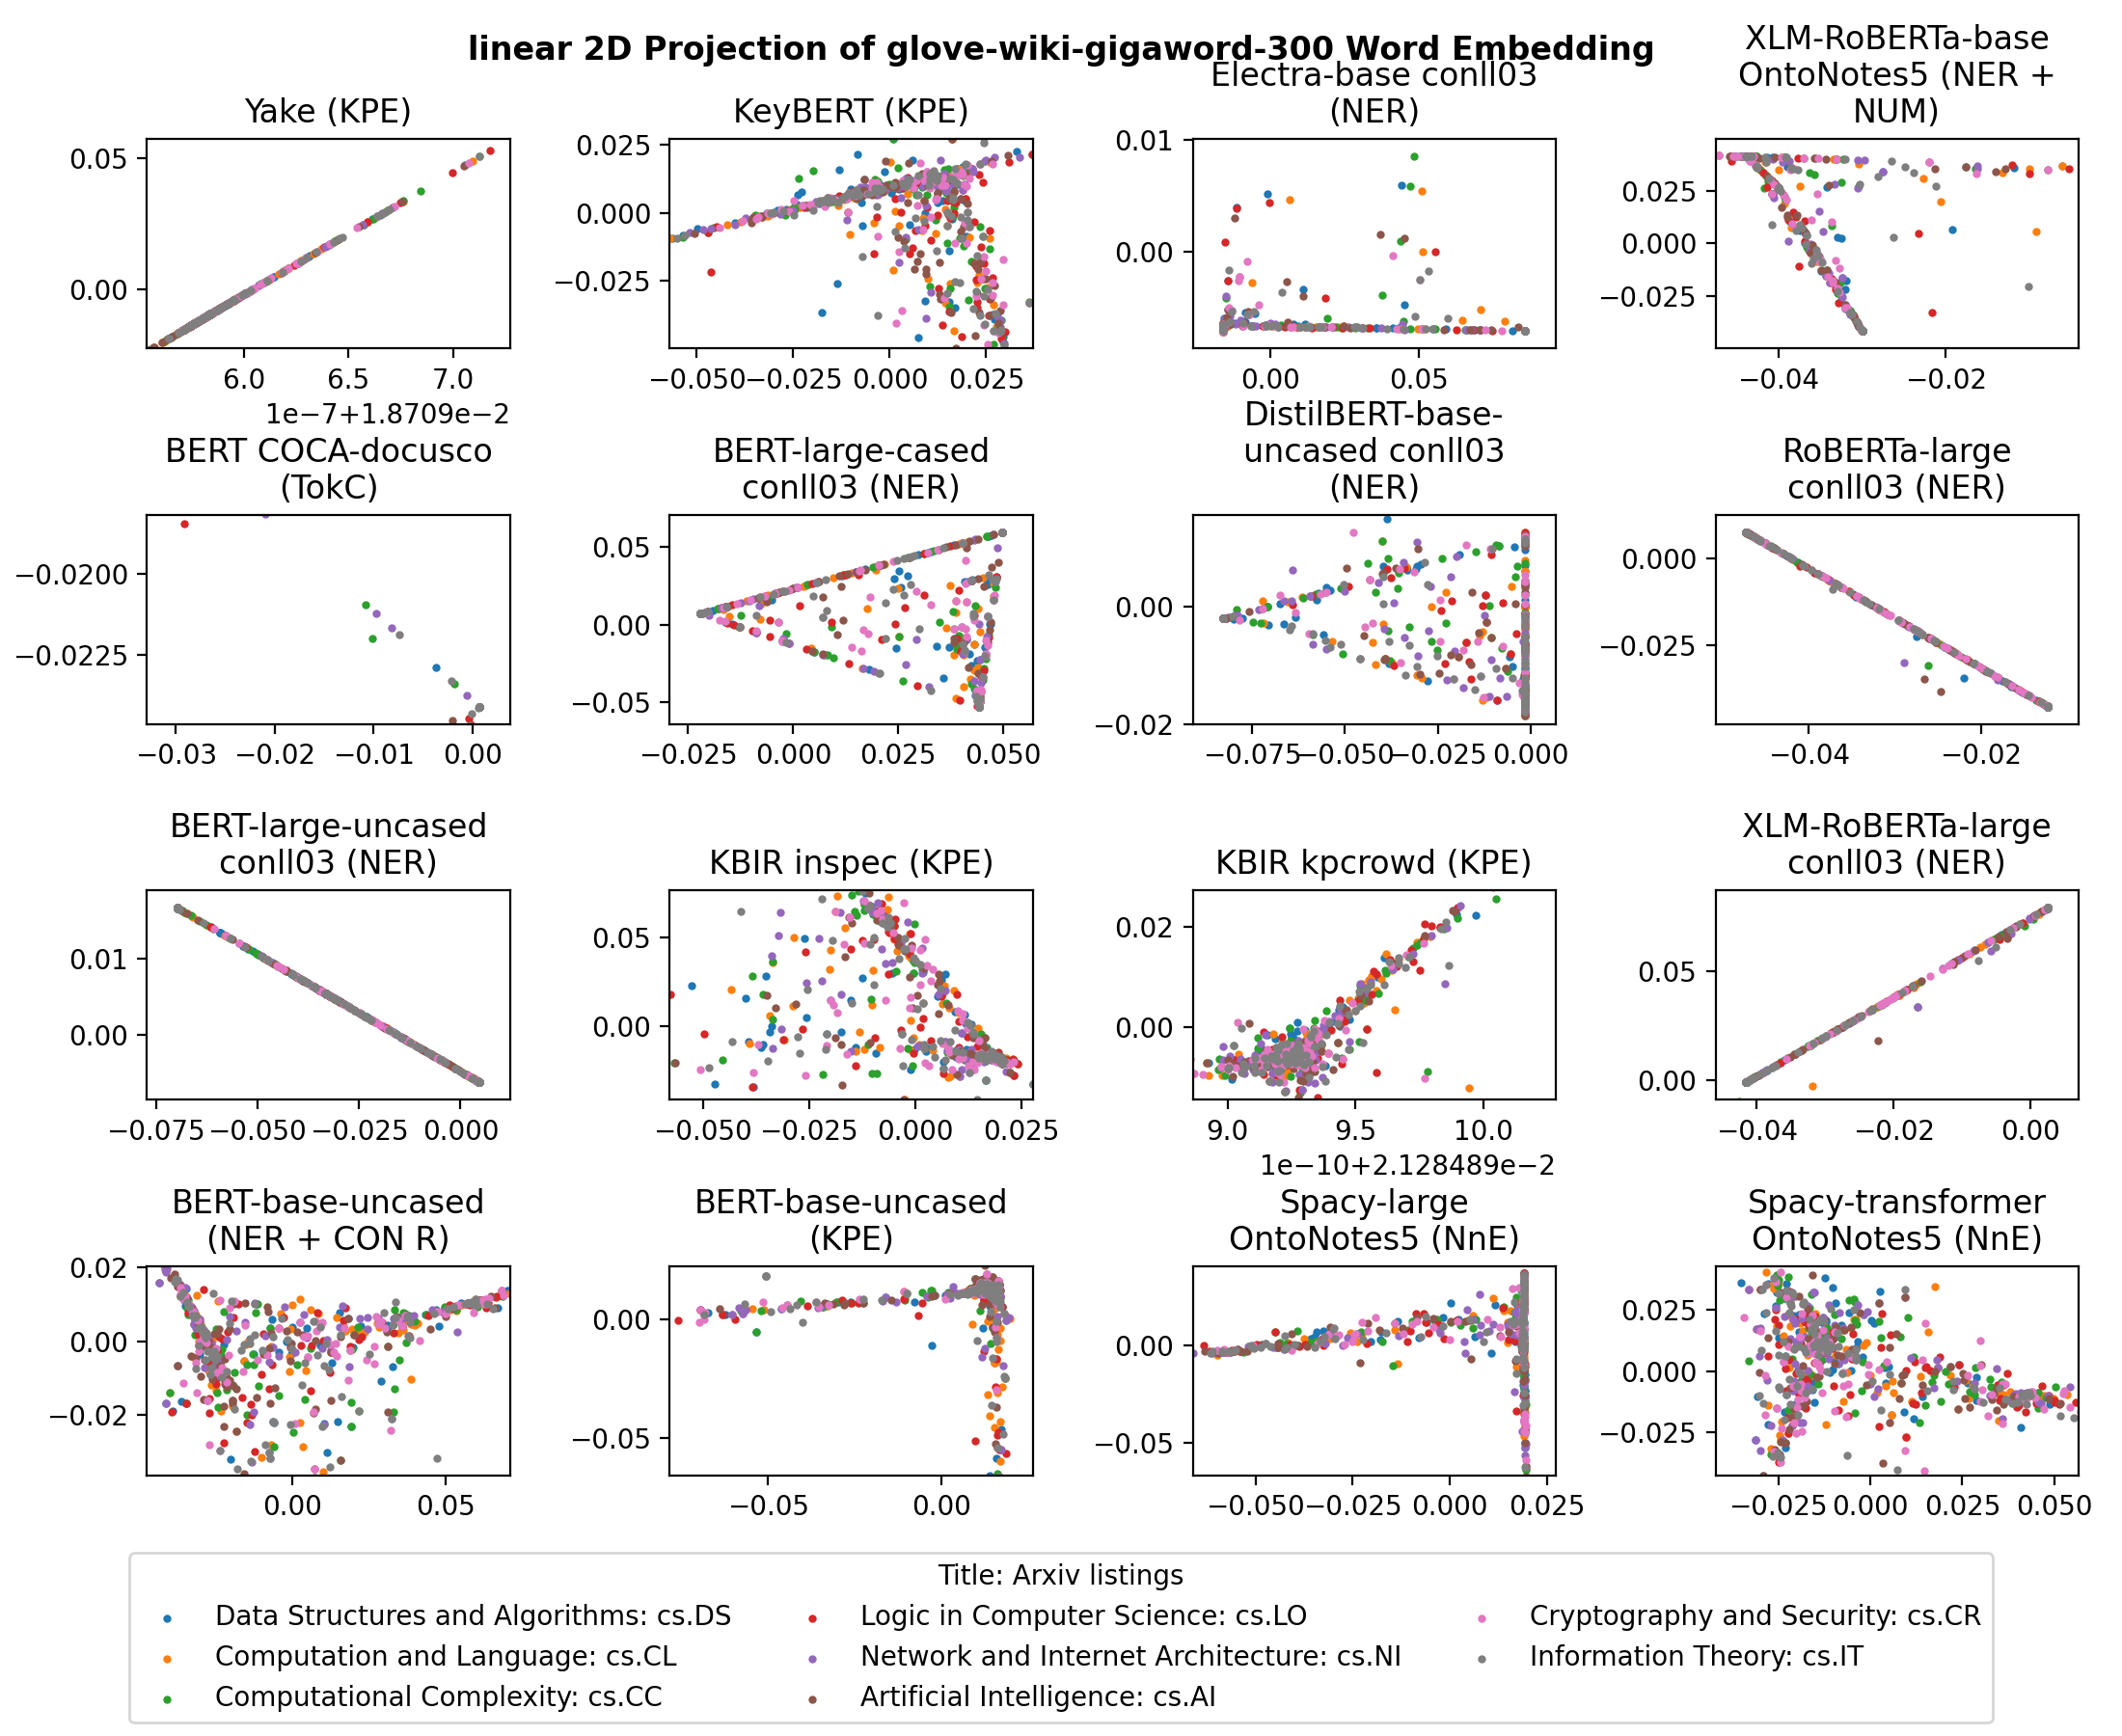 linear 2D Projection of glove-wiki-gigaword-300 Word Embedding
Yake (KPE)
0.05
0.00
6.0 6.5 7.0
1e−7+1.8709e−2
KeyBERT (KPE)
0.025
0.000
−0.025
−0.050 −0.025 0.000 0.025
Electra-base conll03
(NER)
0.01
0.00
0.00 0.05
XLM-RoBERTa-base
OntoNotes5 (NER +
NUM)
0.025
0.000
−0.025
−0.04 −0.02
BERT COCA-docusco
(TokC)
−0.0200
−0.0225
−0.03 −0.02 −0.01 0.00
BERT-large-cased
conll03 (NER)
0.05
0.00
−0.05
−0.025 0.000 0.025 0.050
DistilBERT-base-
uncased conll03
(NER)
0.00
−0.02
−0.075 −0.050 −0.025 0.000
RoBERTa-large
conll03 (NER)
0.000
−0.025
−0.04 −0.02
BERT-large-uncased
conll03 (NER)
0.01
0.00
−0.075 −0.050 −0.025 0.000
KBIR inspec (KPE)
0.05
0.00
−0.050 −0.025 0.000 0.025
KBIR kpcrowd (KPE)
0.02
0.00
9.0 9.5 10.0
1e−10+2.128489e−2
XLM-RoBERTa-large
conll03 (NER)
0.05
0.00
−0.04 −0.02 0.00
BERT-base-uncased
(NER + CON R)
0.02
0.00
−0.02
0.00 0.05
BERT-base-uncased
(KPE)
0.00
−0.05
−0.05 0.00
Spacy-large
OntoNotes5 (NnE)
0.00
−0.05
−0.050 −0.025 0.000 0.025
Spacy-transformer
OntoNotes5 (NnE)
0.025
0.000
−0.025
−0.025 0.000 0.025 0.050
Title: Arxiv listings
Data Structures and Algorithms: cs.DS
Computation and Language: cs.CL
Computational Complexity: cs.CC
Logic in Computer Science: cs.LO
Network and Internet Architecture: cs.NI
Artificial Intelligence: cs.AI
Cryptography and Security: cs.CR
Information Theory: cs.IT